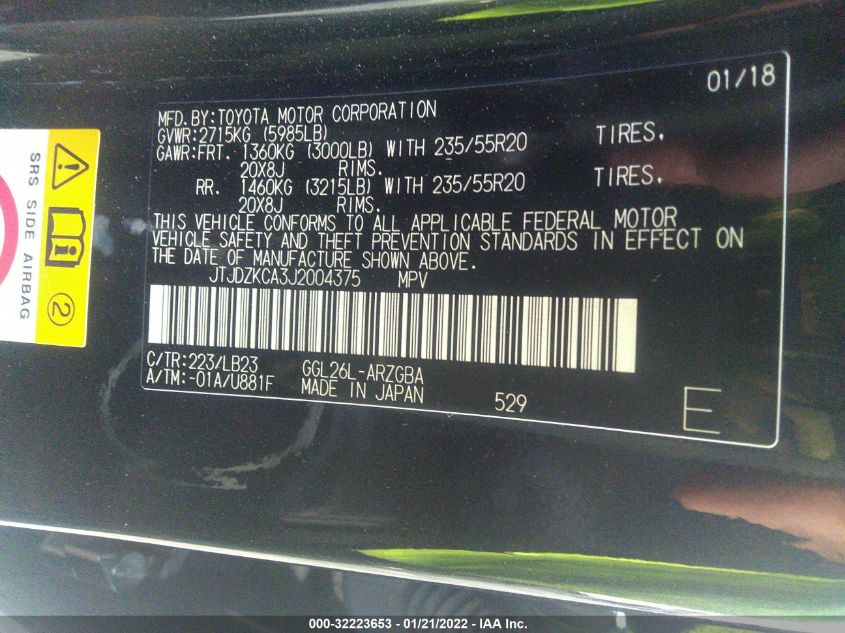 01/18
MFD.BY:TOYOTA MOTOR CORPORATION
GVWR:2715KG (5985LB)
GAWR:FRT. 1360KG (3000LB) WITH 235/55R20 TIRES.
20X8J RIMS.
RR. 1460KG (3215LB) WITH 235/55R20 TIRES.
20X8J RIMS.
THIS VEHICLE CONFORMS TO ALL APPLICABLE FEDERAL MOTOR
VEHICLE SAFETY AND THEFT PREVENTION STANDARDS IN EFFECT ON
THE DATE OF MANUFACTURE SHOWN ABOVE.
JTJDZKCA3J2004375 MPV
C/TR:223/LB23 GGL26L-ARZGBA
A/TM:-01A/U881F MADE IN JAPAN 529 E
SRS SIDE AIRBAG
2
000-32223653 - 01/21/2022 - IAA Inc.